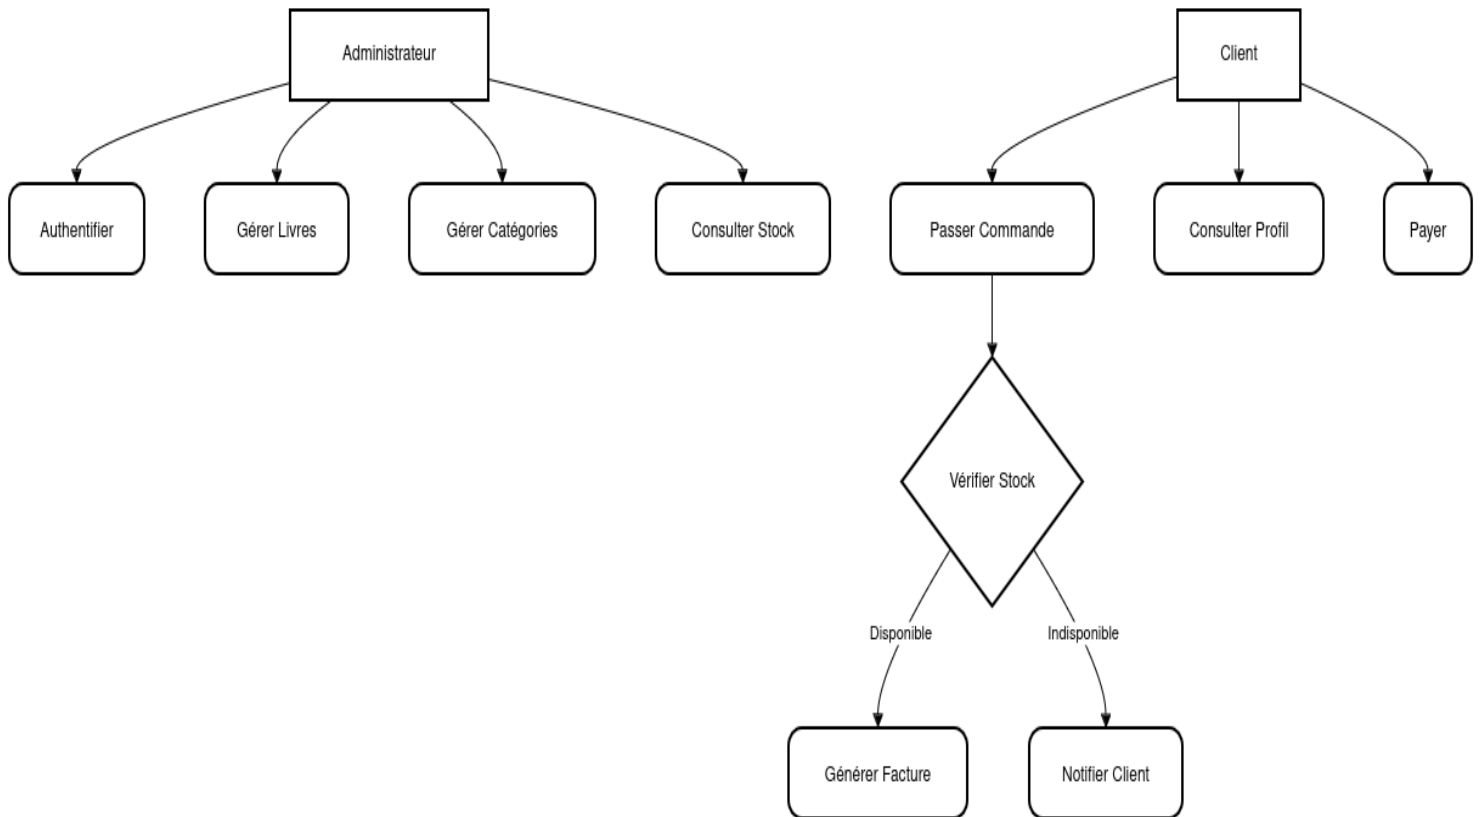 Administrateur
Client
Authentifier
Gérer Livres
Gérer Catégories
Consulter Stock
Passer Commande
Consulter Profil
Payer
Vérifier Stock
Disponible
Indisponible
Générer Facture
Notifier Client